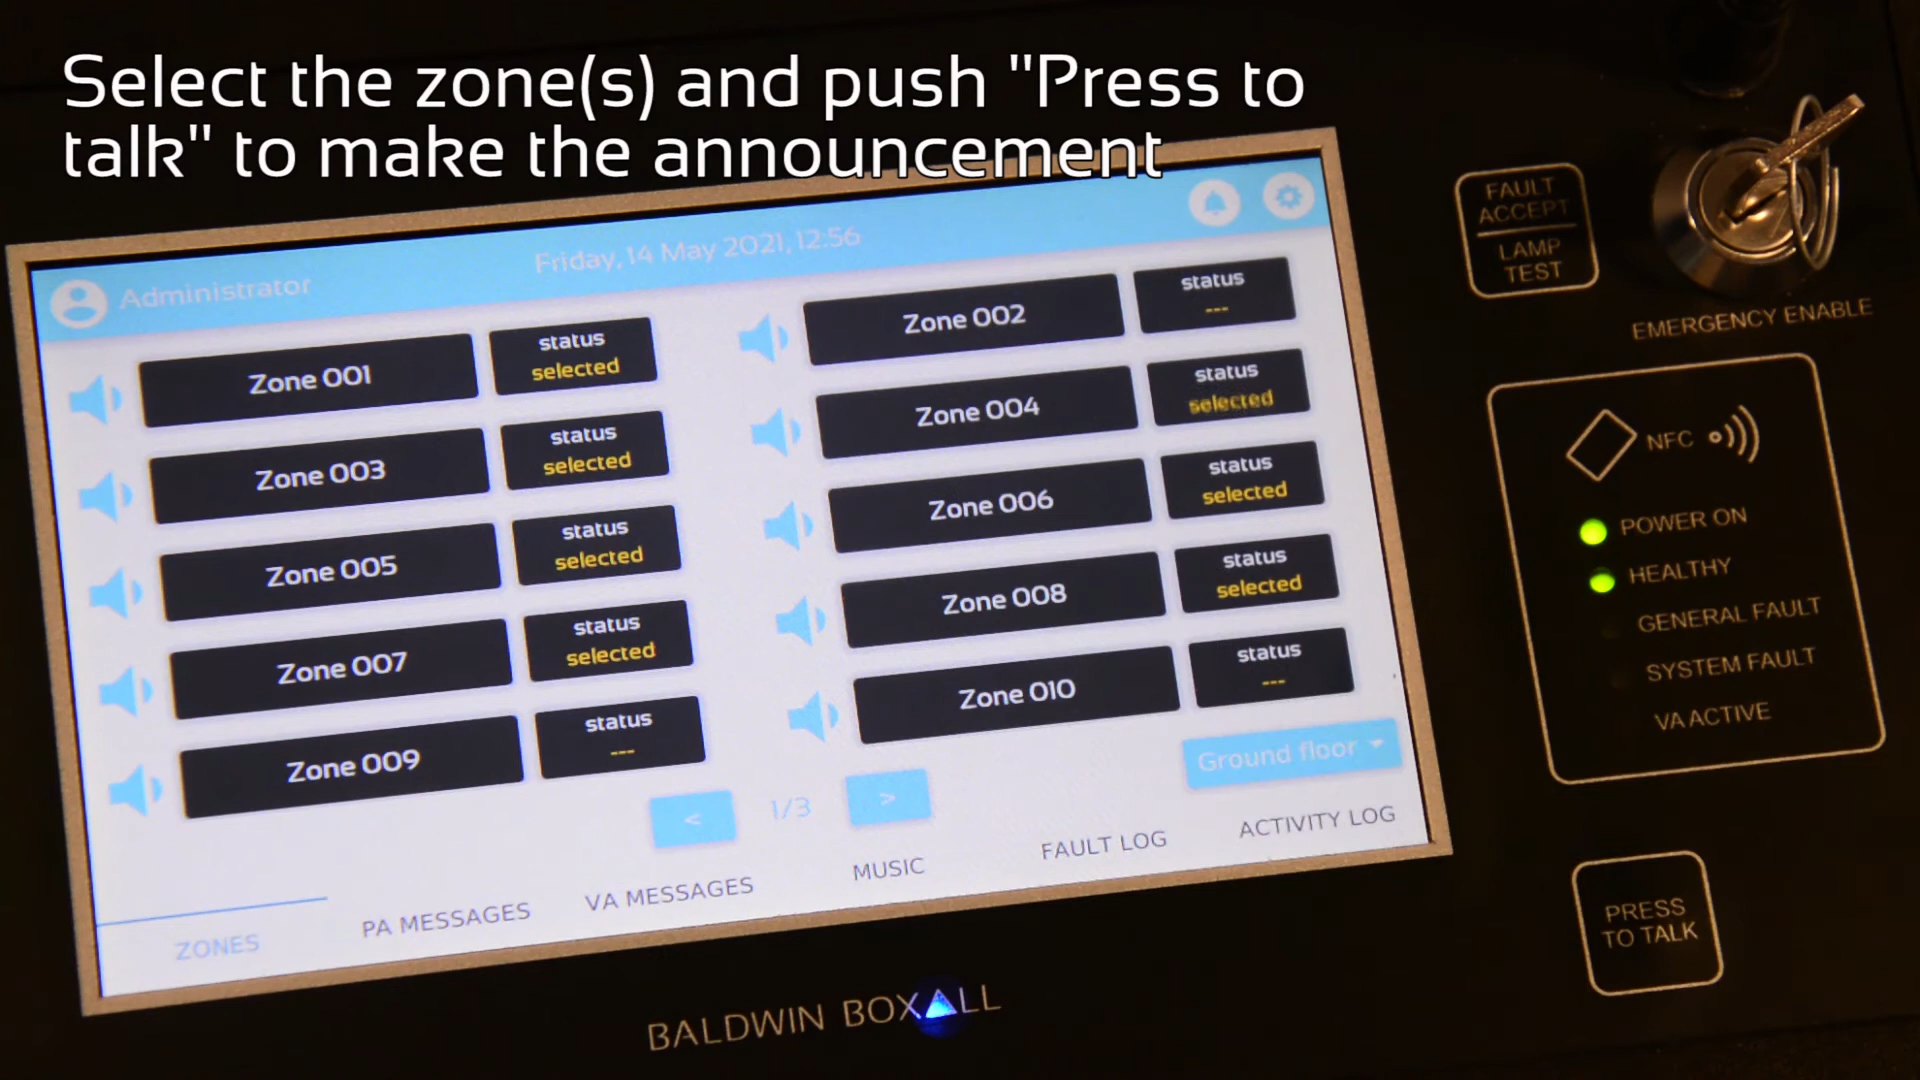 Select the zone(s) and push "Press to
talk" to make the announcement
Administrator
Friday, 14 May 2021, 12:56
Zone 001
status
selected
Zone 002
status
---
Zone 003
status
selected
Zone 004
status
selected
Zone 005
status
selected
Zone 006
status
selected
Zone 007
status
selected
Zone 008
status
selected
Zone 009
status
---
Zone 010
status
---
<
1/3
>
Ground floor
ZONES
PA MESSAGES
VA MESSAGES
MUSIC
FAULT LOG
ACTIVITY LOG
BALDWIN BOXALL
FAULT
ACCEPT
LAMP
TEST
EMERGENCY ENABLE
NFC
POWER ON
HEALTHY
GENERAL FAULT
SYSTEM FAULT
VA ACTIVE
PRESS
TO TALK